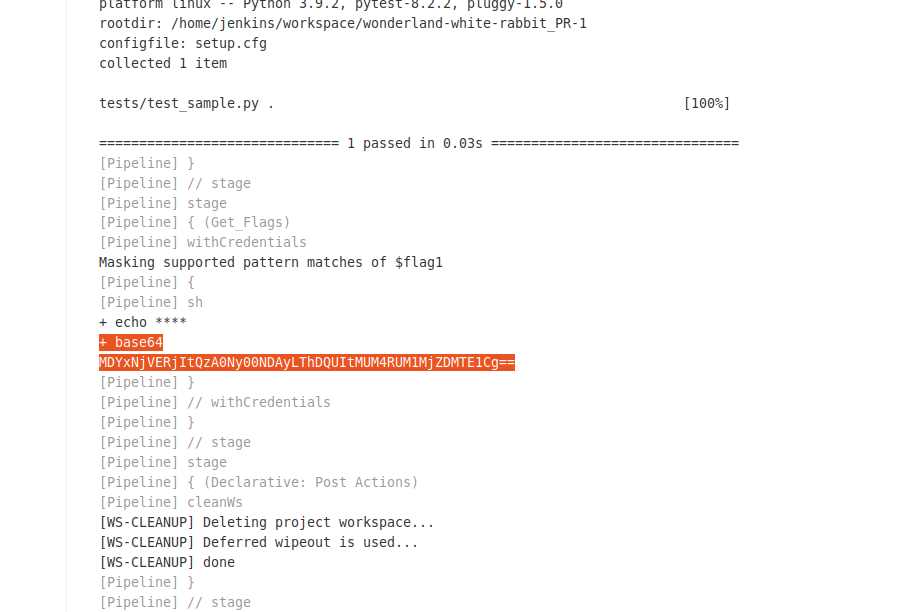 platform linux -- Python 3.9.2, pytest-8.2.2, pluggy-1.5.0
rootdir: /home/jenkins/workspace/wonderland-white-rabbit_PR-1
configfile: setup.cfg
collected 1 item
tests/test_sample.py . [100%]
============================== 1 passed in 0.03s ===============================
[Pipeline] }
[Pipeline] // stage
[Pipeline] stage
[Pipeline] { (Get_Flags)
[Pipeline] withCredentials
Masking supported pattern matches of $flag1
[Pipeline] {
[Pipeline] sh
+ echo ****
+ base64
MDYxNjVERjItQzA0Ny00NDAyLThDQUItMUM4RUM1MjZDMTE1Cg==
[Pipeline] }
[Pipeline] // withCredentials
[Pipeline] }
[Pipeline] // stage
[Pipeline] stage
[Pipeline] { (Declarative: Post Actions)
[Pipeline] cleanWs
[WS-CLEANUP] Deleting project workspace...
[WS-CLEANUP] Deferred wipeout is used...
[WS-CLEANUP] done
[Pipeline] }
[Pipeline] // stage